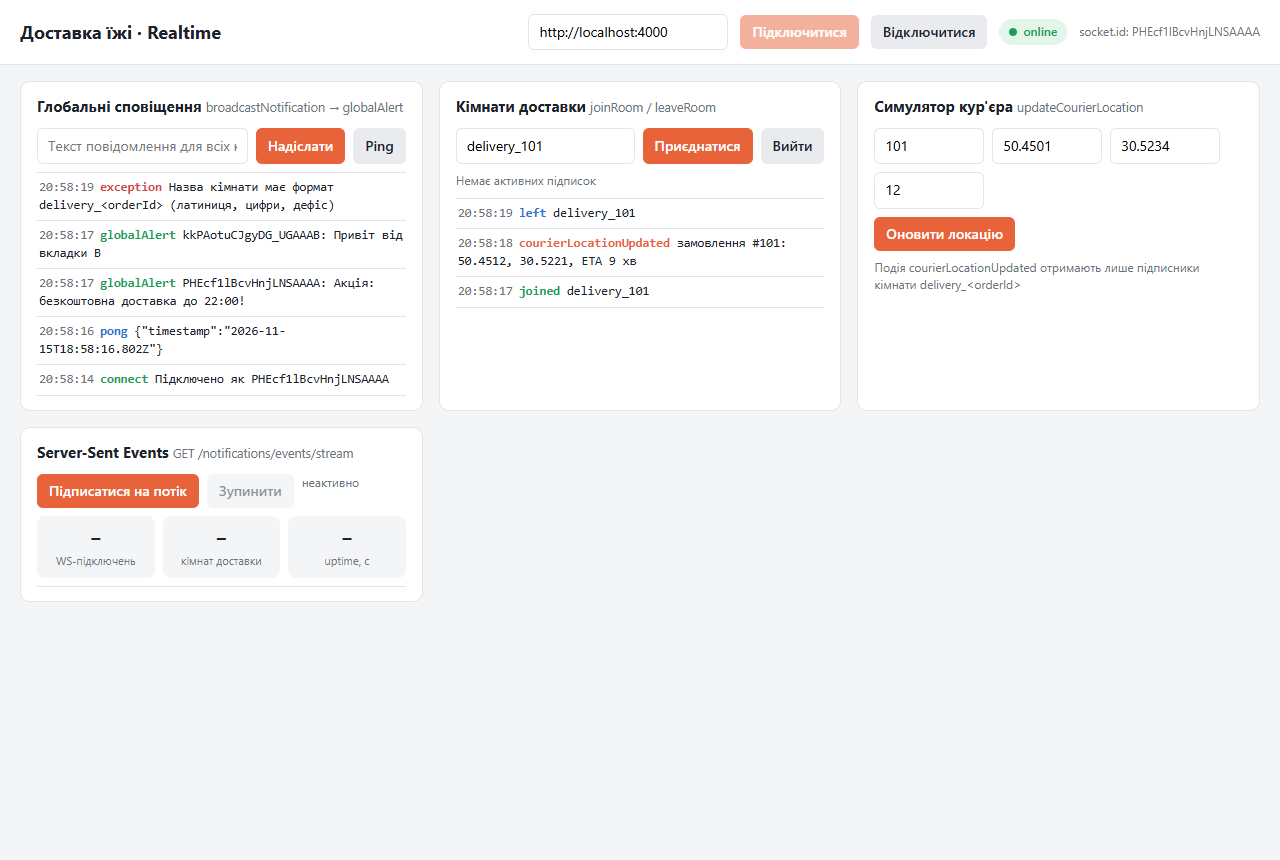 Доставка їжі · Realtime
http://localhost:4000
Підключитися
Відключитися
online
socket.id: PHEcf1lBcvHnjLNSAAAA
Глобальні сповіщення broadcastNotification → globalAlert
Текст повідомлення для всіх к
Надіслати
Ping
20:58:19 exception Назва кімнати має формат
delivery_<orderId> (латиниця, цифри, дефіс)
20:58:17 globalAlert kkPAotuCJgyDG_UGAAAB: Привіт від
вкладки B
20:58:17 globalAlert PHEcf1lBcvHnjLNSAAAA: Акція:
безкоштовна доставка до 22:00!
20:58:16 pong {"timestamp":"2026-11-
15T18:58:16.802Z"}
20:58:14 connect Підключено як PHEcf1lBcvHnjLNSAAAA
Кімнати доставки joinRoom / leaveRoom
delivery_101
Приєднатися
Вийти
Немає активних підписок
20:58:19 left delivery_101
20:58:18 courierLocationUpdated замовлення #101:
50.4512, 30.5221, ETA 9 хв
20:58:17 joined delivery_101
Симулятор кур'єра updateCourierLocation
101
50.4501
30.5234
12
Оновити локацію
Подія courierLocationUpdated отримають лише підписники
кімнати delivery_<orderId>
Server-Sent Events GET /notifications/events/stream
Підписатися на потік
Зупинити
неактивно
–
WS-підключень
–
кімнат доставки
–
uptime, с